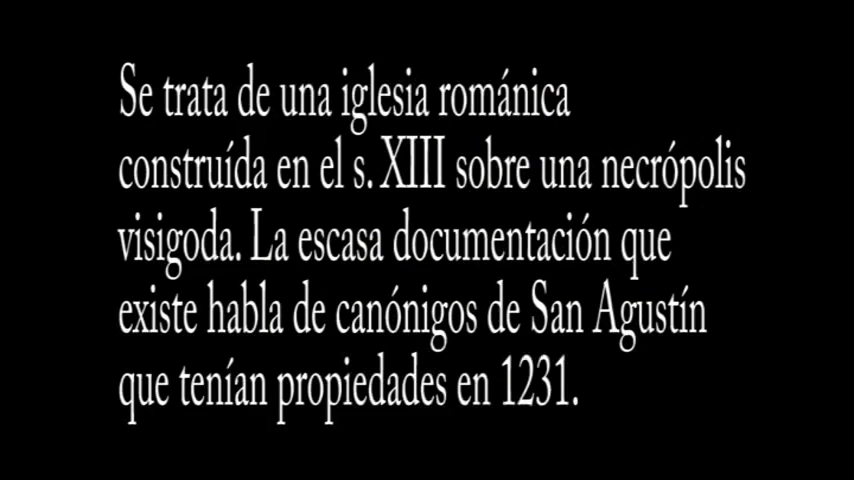 Se trata de una iglesia románica
construída en el s. XIII sobre una necrópolis
visigoda. La escasa documentación que
existe habla de canónigos de San Agustín
que tenían propiedades en 1231.